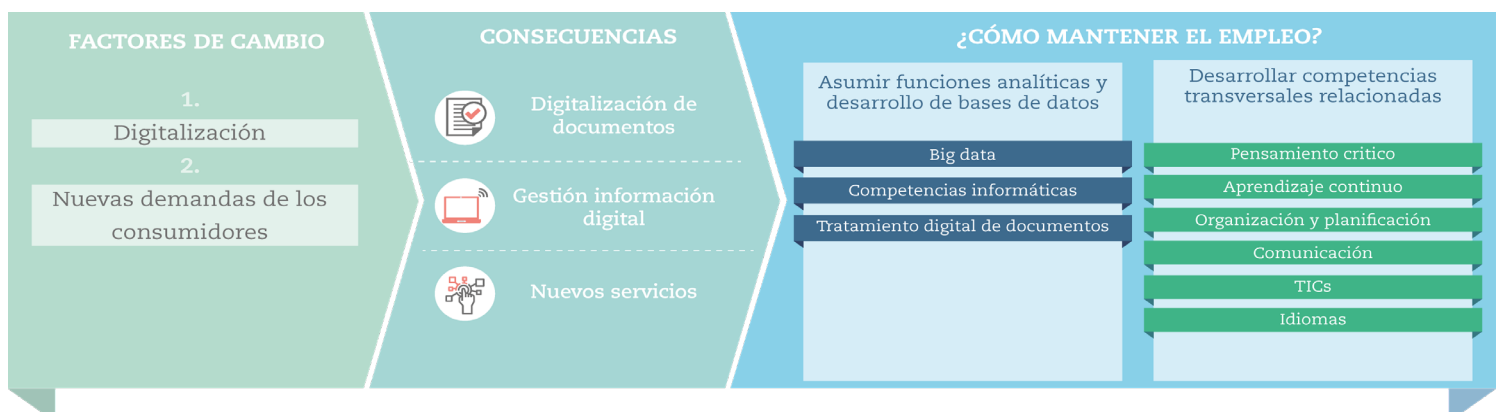 FACTORES DE CAMBIO
1.
Digitalización
2.
Nuevas demandas de los
consumidores
CONSECUENCIAS
Digitalización de
documentos
Gestión información
digital
Nuevos servicios
¿CÓMO MANTENER EL EMPLEO?
Asumir funciones analíticas y
desarrollo de bases de datos
Big data
Competencias informáticas
Tratamiento digital de documentos
Desarrollar competencias
transversales relacionadas
Pensamiento critico
Aprendizaje continuo
Organización y planificación
Comunicación
TICs
Idiomas